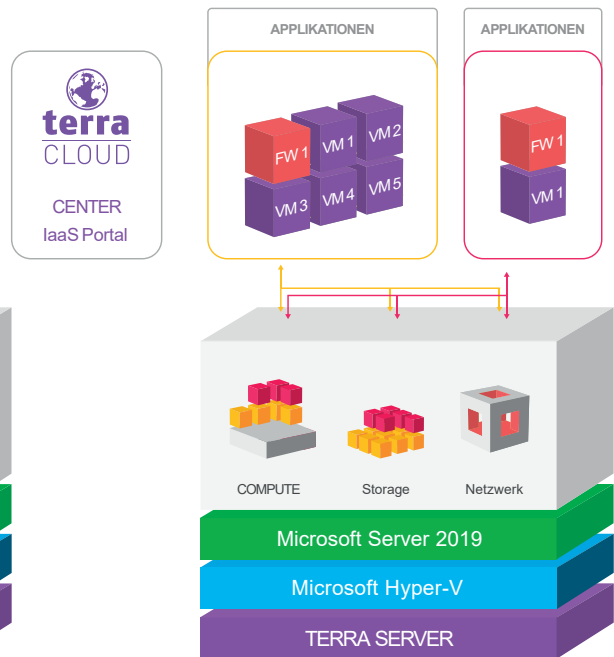 terra
CLOUD
CENTER
IaaS Portal
APPLIKATIONEN
FW 1
VM 1
VM 2
VM 3
VM 4
VM 5
APPLIKATIONEN
FW 1
VM 1
COMPUTE
Storage
Netzwerk
Microsoft Server 2019
Microsoft Hyper-V
TERRA SERVER